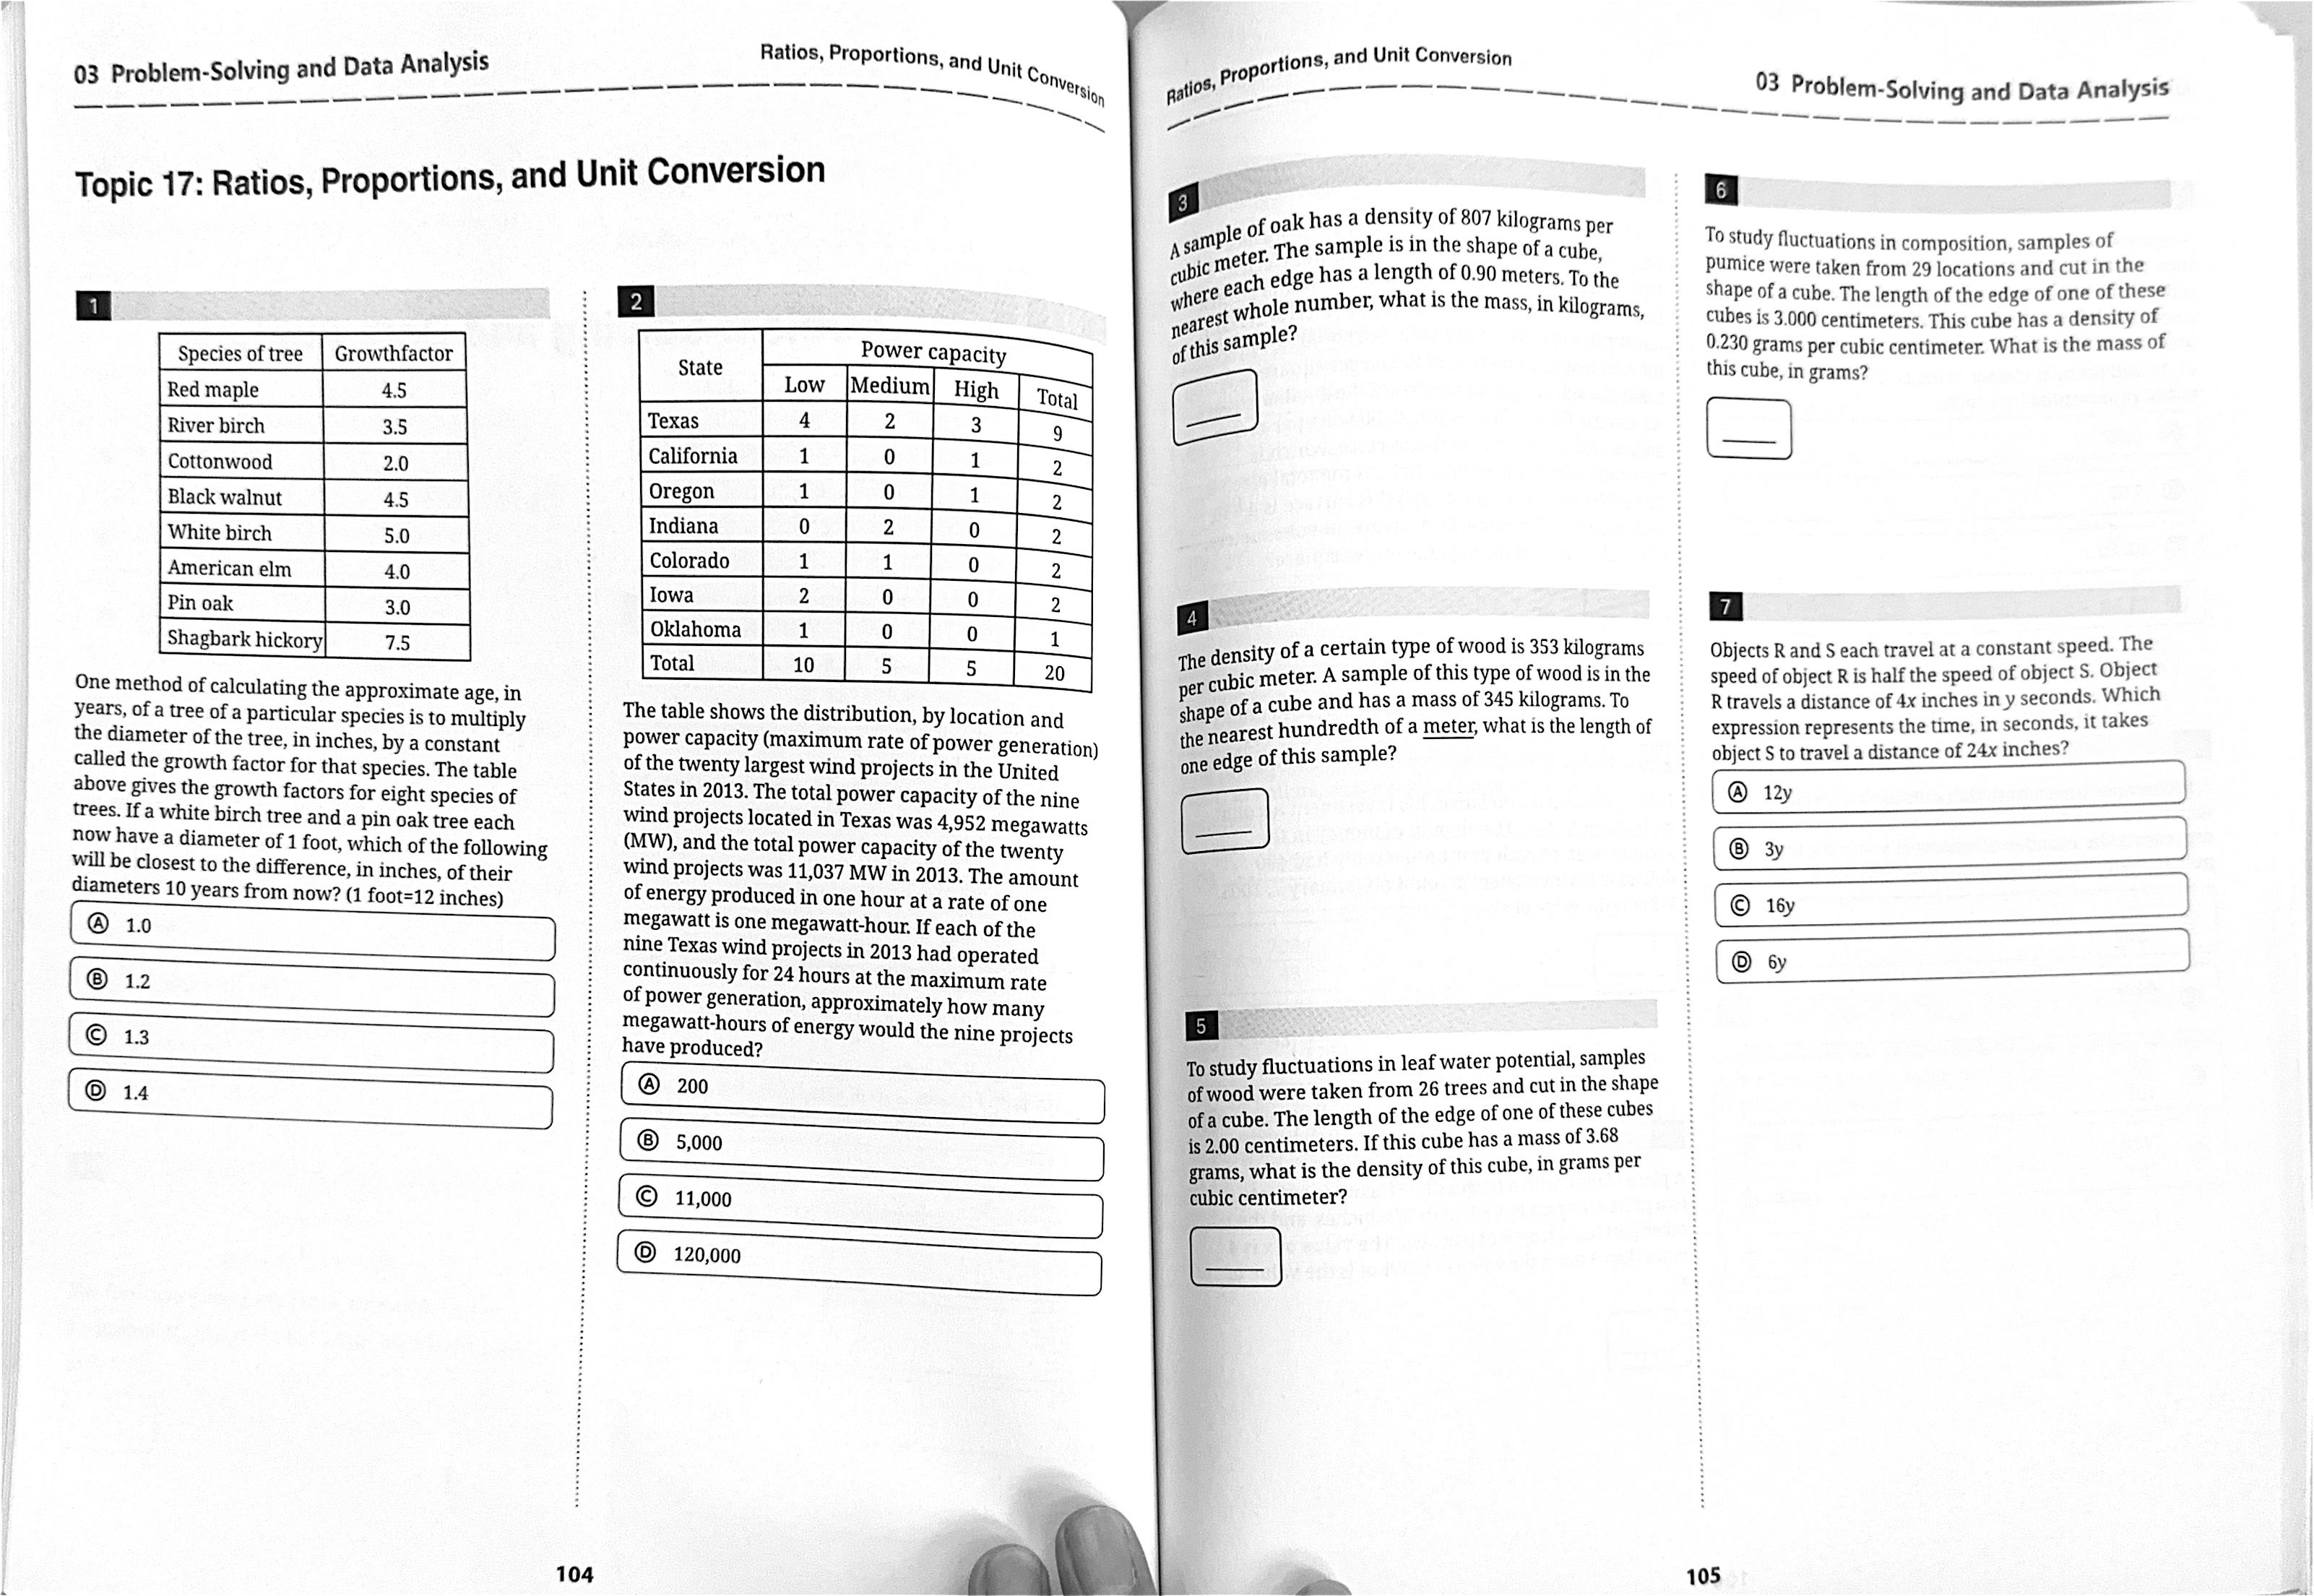 03 Problem-Solving and Data Analysis
Ratios, Proportions, and Unit Conversion
Topic 17: Ratios, Proportions, and Unit Conversion
1
Species of tree Growthfactor
Red maple 4.5
River birch 3.5
Cottonwood 2.0
Black walnut 4.5
White birch 5.0
American elm 4.0
Pin oak 3.0
Shagbark hickory 7.5
One method of calculating the approximate age, in
years, of a tree of a particular species is to multiply
the diameter of the tree, in inches, by a constant
called the growth factor for that species. The table
above gives the growth factors for eight species of
trees. If a white birch tree and a pin oak tree each
now have a diameter of 1 foot, which of the following
will be closest to the difference, in inches, of their
diameters 10 years from now? (1 foot=12 inches)
A 1.0
B 1.2
C 1.3
D 1.4
2
State Power capacity
Low Medium High Total
Texas 4 2 3 9
California 1 0 1 2
Oregon 1 0 1 2
Indiana 0 2 0 2
Colorado 1 1 0 2
Iowa 2 0 0 2
Oklahoma 1 0 0 1
Total 10 5 5 20
The table shows the distribution, by location and
power capacity (maximum rate of power generation)
of the twenty largest wind projects in the United
States in 2013. The total power capacity of the nine
wind projects located in Texas was 4,952 megawatts
(MW), and the total power capacity of the twenty
wind projects was 11,037 MW in 2013. The amount
of energy produced in one hour at a rate of one
megawatt is one megawatt-hour. If each of the
nine Texas wind projects in 2013 had operated
continuously for 24 hours at the maximum rate
of power generation, approximately how many
megawatt-hours of energy would the nine projects
have produced?
A 200
B 5,000
C 11,000
D 120,000
104
Ratios, Proportions, and Unit Conversion
03 Problem-Solving and Data Analysis
3
A sample of oak has a density of 807 kilograms per
cubic meter. The sample is in the shape of a cube,
where each edge has a length of 0.90 meters. To the
nearest whole number, what is the mass, in kilograms,
of this sample?
4
The density of a certain type of wood is 353 kilograms
per cubic meter. A sample of this type of wood is in the
shape of a cube and has a mass of 345 kilograms. To
the nearest hundredth of a meter, what is the length of
one edge of this sample?
5
To study fluctuations in leaf water potential, samples
of wood were taken from 26 trees and cut in the shape
of a cube. The length of the edge of one of these cubes
is 2.00 centimeters. If this cube has a mass of 3.68
grams, what is the density of this cube, in grams per
cubic centimeter?
6
To study fluctuations in composition, samples of
pumice were taken from 29 locations and cut in the
shape of a cube. The length of the edge of one of these
cubes is 3.000 centimeters. This cube has a density of
0.230 grams per cubic centimeter. What is the mass of
this cube, in grams?
7
Objects R and S each travel at a constant speed. The
speed of object R is half the speed of object S. Object
R travels a distance of 4x inches in y seconds. Which
expression represents the time, in seconds, it takes
object S to travel a distance of 24x inches?
A 12y
B 3y
C 16y
D 6y
105